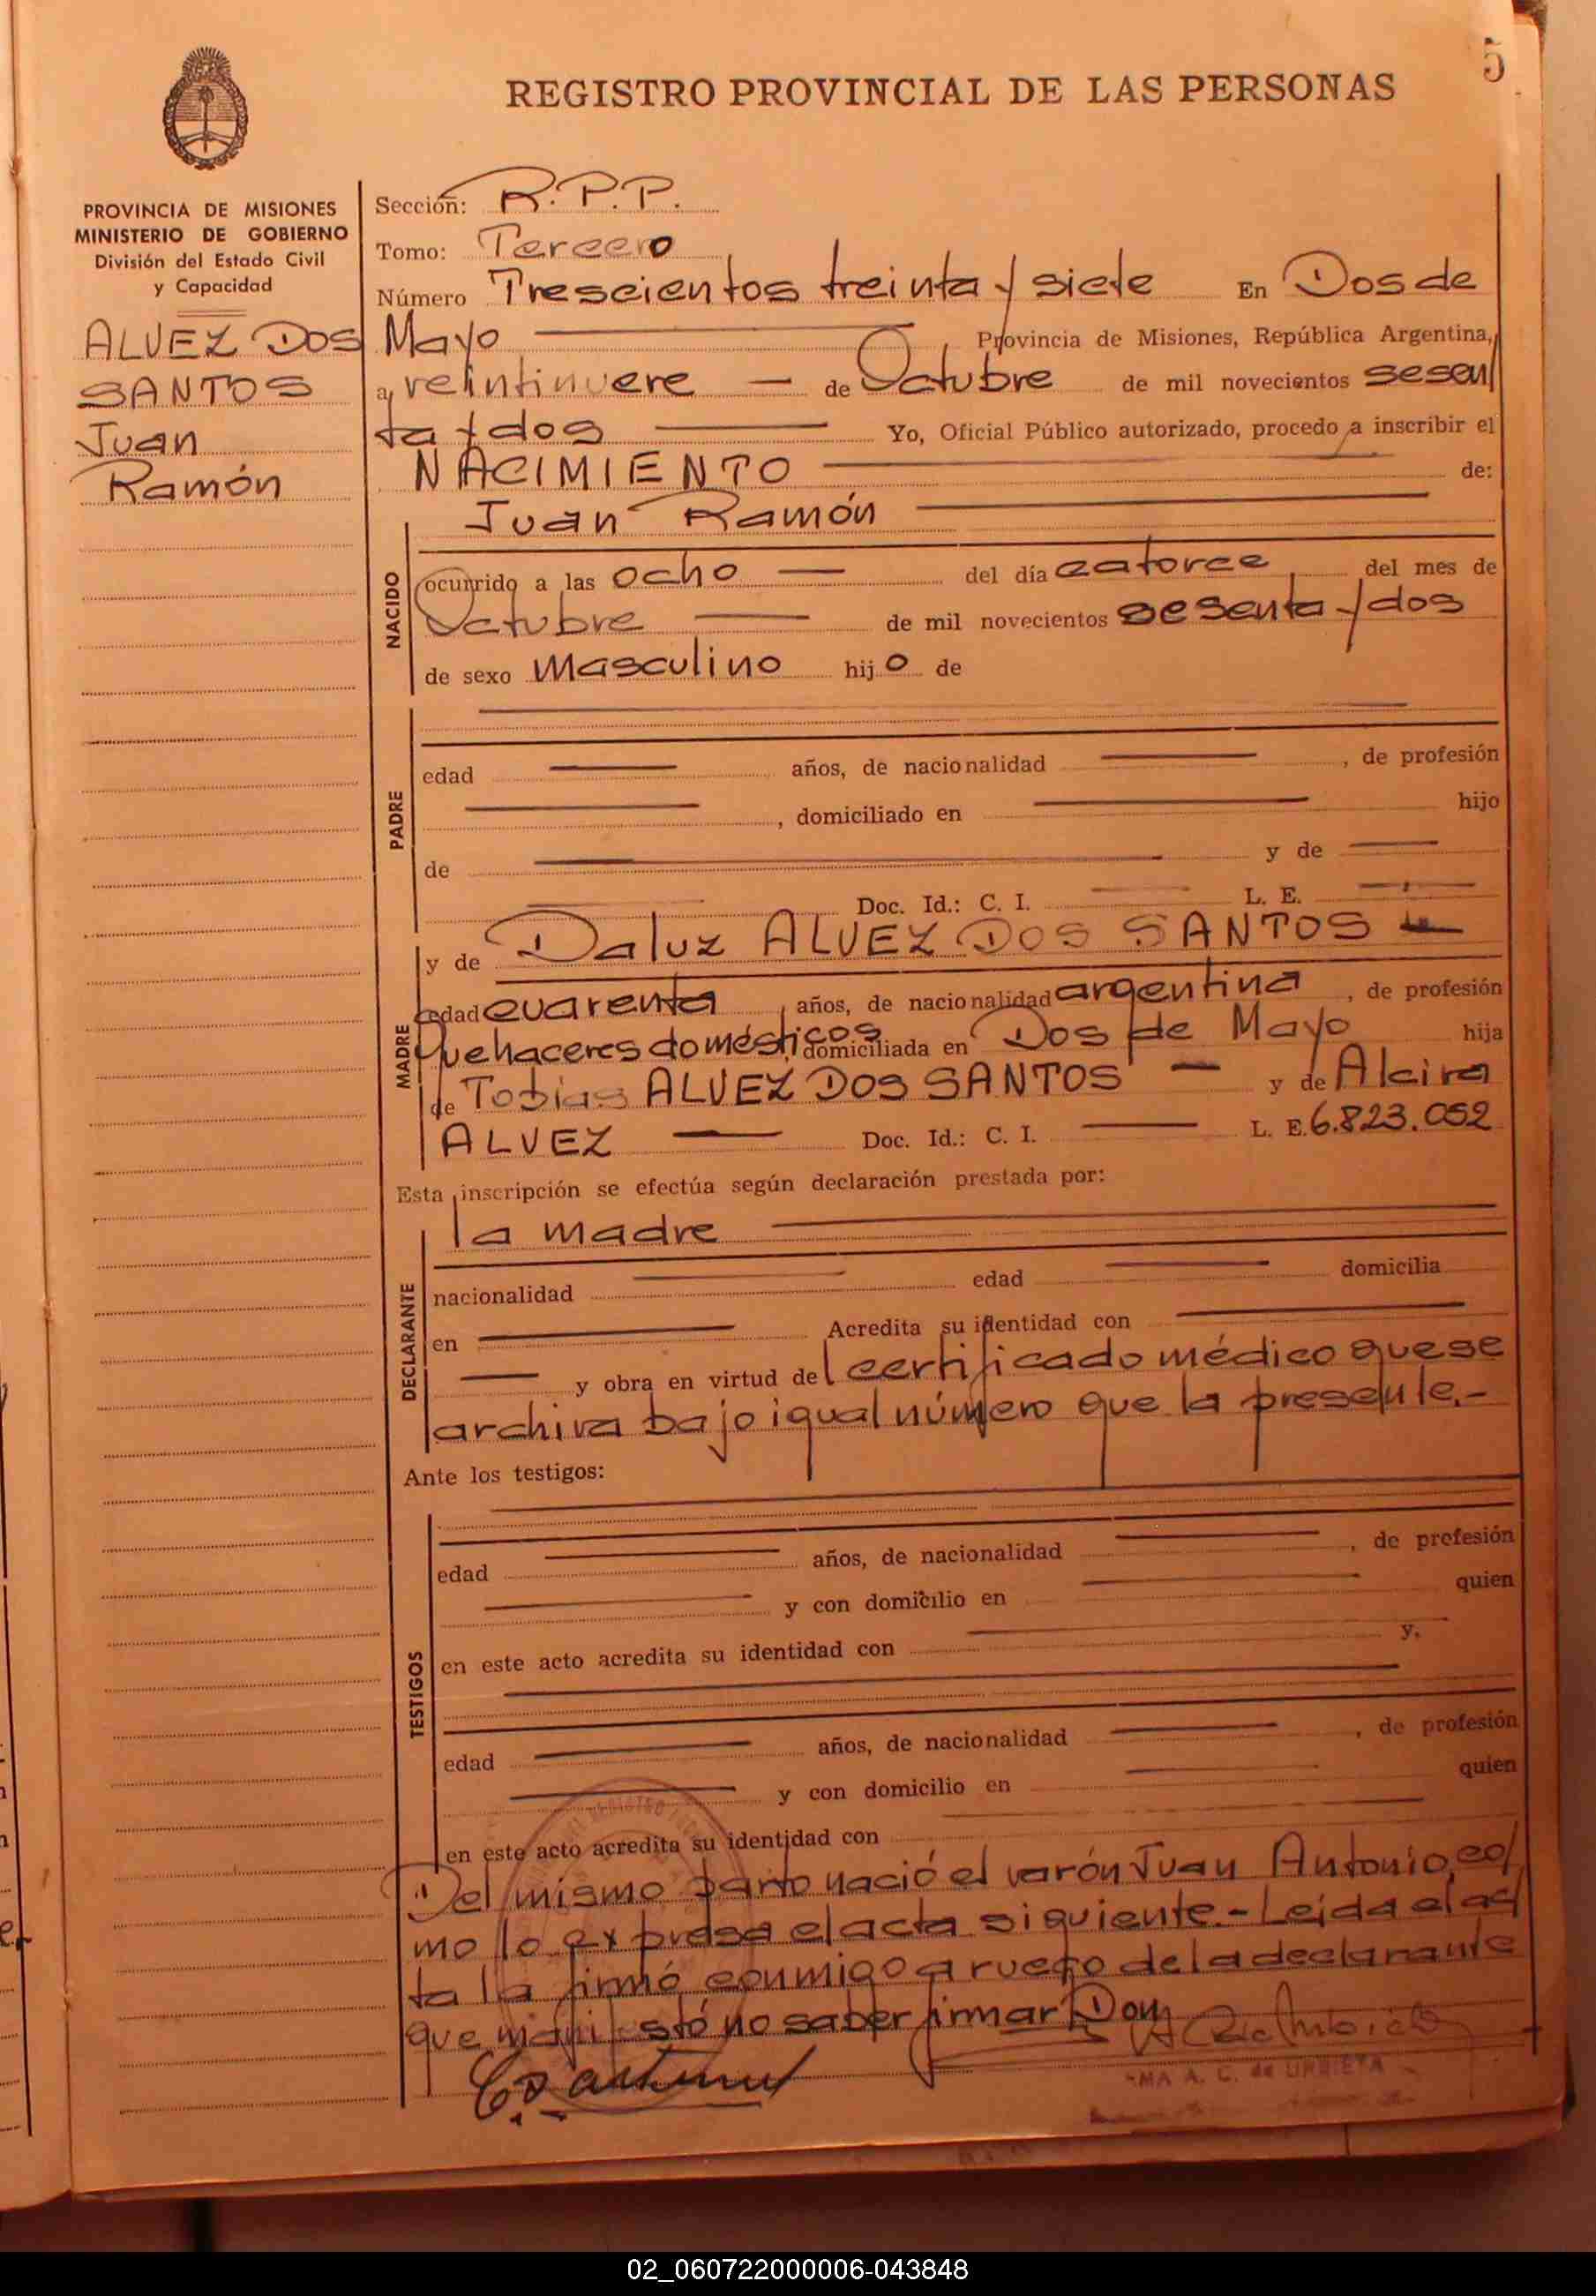 5
REGISTRO PROVINCIAL DE LAS PERSONAS
PROVINCIA DE MISIONES
MINISTERIO DE GOBIERNO
División del Estado Civil
y Capacidad
ALVEZ DOS
SANTOS
Juan
Ramón
Sección: R.P.P.
Tomo: Tercero
Número Trescientos treinta y siete En Dos de
Mayo Provincia de Misiones, República Argentina,
a veintinueve de Octubre de mil novecientos sesen
ta y dos Yo, Oficial Público autorizado, procedo a inscribir el
NACIMIENTO de:
Juan Ramón
NACIDO
ocurrido a las ocho del día catorce del mes de
Octubre de mil novecientos sesenta y dos
de sexo masculino hijo de
PADRE
edad años, de nacionalidad , de profesión
, domiciliado en hijo
de y de
Doc. Id.: C. I. L. E.
MADRE
y de Daluz ALVEZ DOS SANTOS
edad cuarenta años, de nacionalidad argentina, de profesión
Quehaceres domésticos, domiciliada en Dos de Mayo hija
de Tobias ALVEZ DOS SANTOS y de Alcira
ALVEZ Doc. Id.: C. I. L. E. 6.823.052
Esta inscripción se efectúa según declaración prestada por:
la madre
DECLARANTE
nacionalidad edad domicilia
en Acredita su identidad con
y obra en virtud del certificado médico que se
archiva bajo igual número que la presente.-
Ante los testigos:
TESTIGOS
edad años, de nacionalidad , de profesión
y con domicilio en quien
en este acto acredita su identidad con y,
edad años, de nacionalidad , de profesión
y con domicilio en quien
en este acto acredita su identidad con
Del mismo parto nació el varón Juan Antonio, co
mo lo expresa el acta siguiente.- Leída el ac
ta la firmó conmigo a ruego de la declarante
que manifestó no saber firmar Don
MA A. C. de URBIETA
02_060722000006-043848